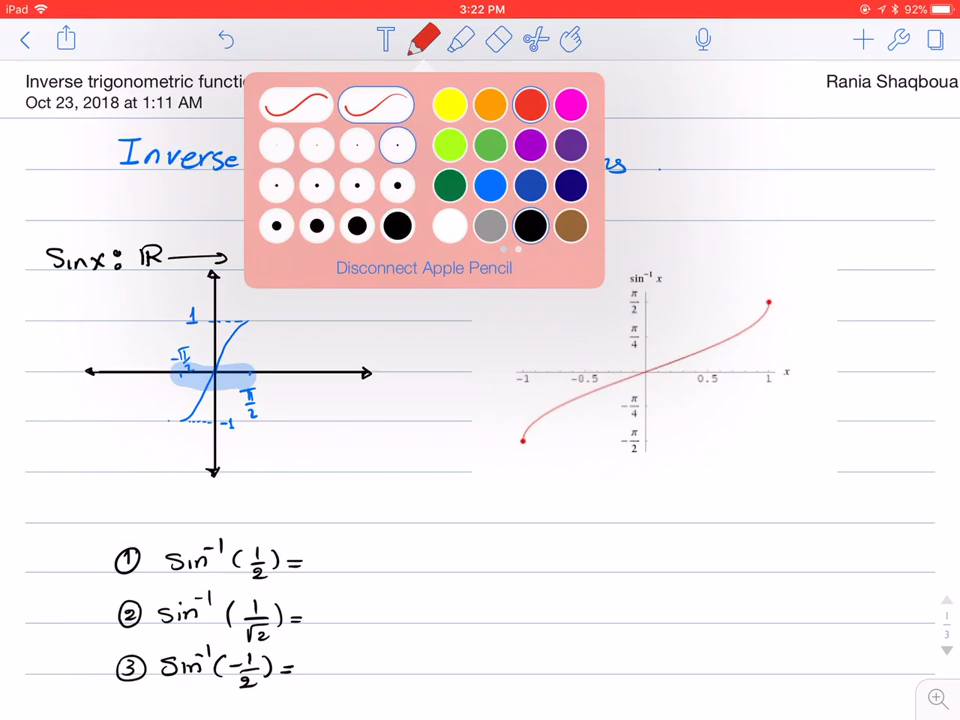 iPad 3:22 PM 92%
T
Inverse trigonometric functi Rania Shaqboua
Oct 23, 2018 at 1:11 AM
Inverse
Sinx: ℝ →
Disconnect Apple Pencil
1
-π/2
π/2
-1
sin⁻¹ x
π/2
π/4
-1 -0.5 0.5 1 x
-π/4
-π/2
① sin⁻¹(1/2) =
② sin⁻¹(1/√2) =
③ sin⁻¹(-1/2) =
1/3